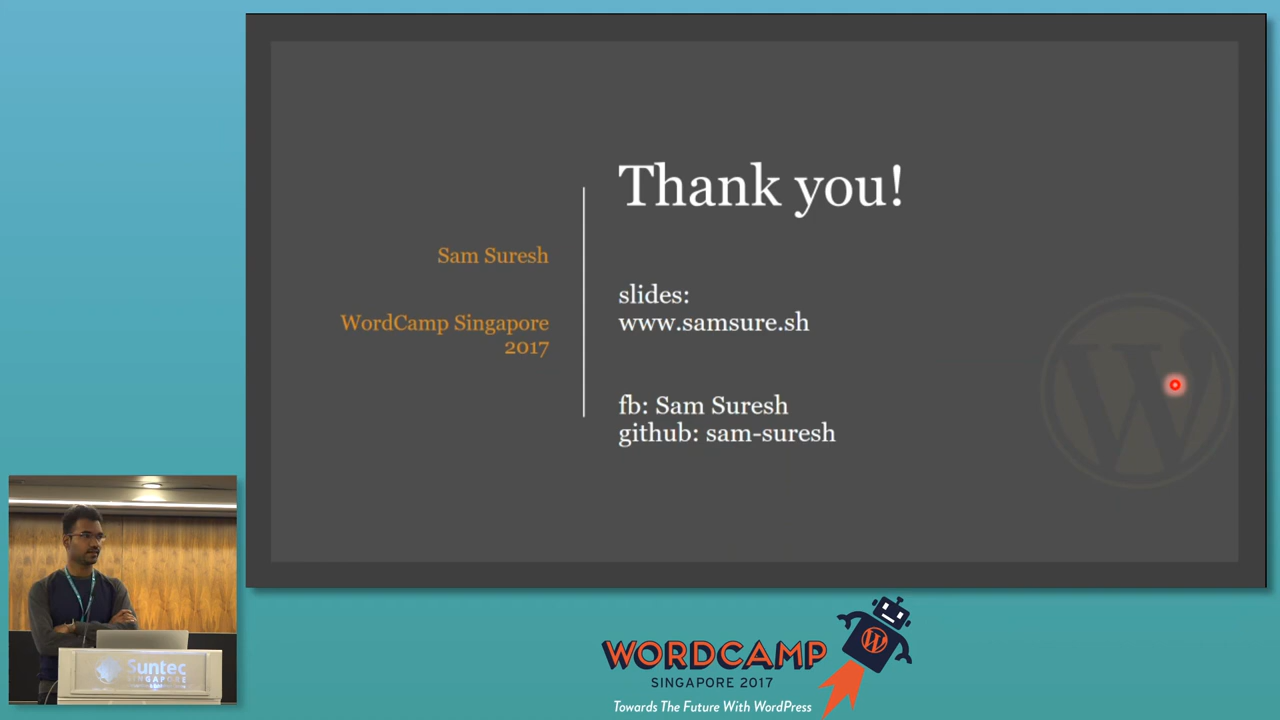 Thank you!
Sam Suresh
WordCamp Singapore
2017
slides:
www.samsure.sh
fb: Sam Suresh
github: sam-suresh
Suntec
SINGAPORE
WORDCAMP
SINGAPORE 2017
Towards The Future With WordPress